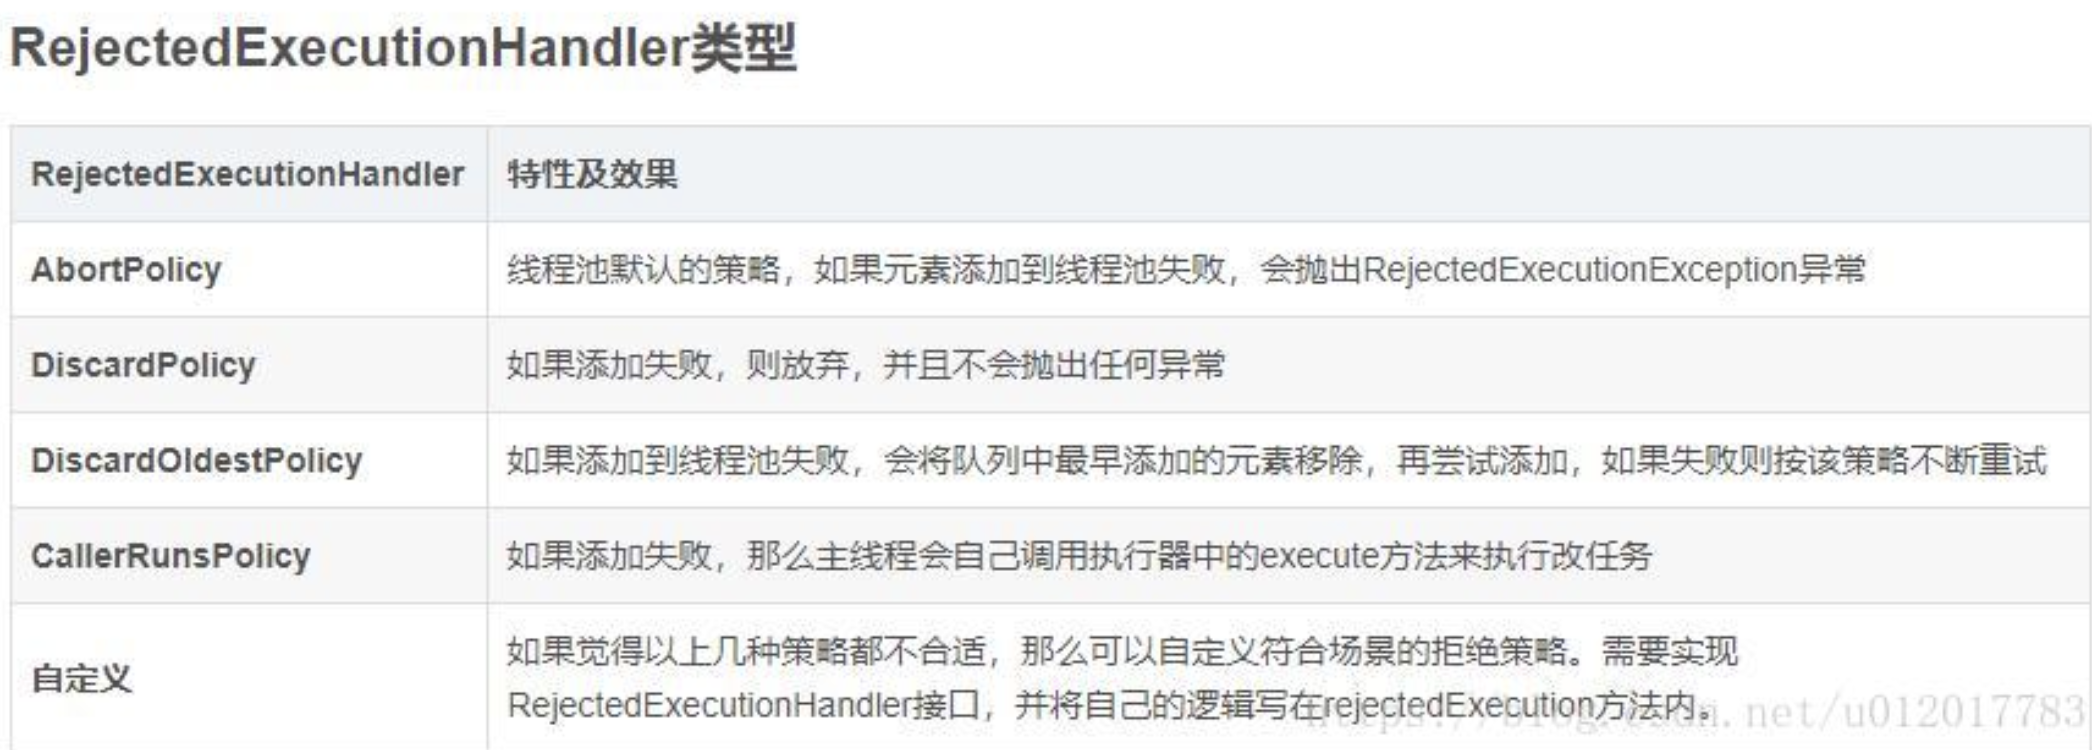 RejectedExecutionHandler类型
RejectedExecutionHandler 特性及效果
AbortPolicy 线程池默认的策略，如果元素添加到线程池失败，会抛出RejectedExecutionException异常
DiscardPolicy 如果添加失败，则放弃，并且不会抛出任何异常
DiscardOldestPolicy 如果添加到线程池失败，会将队列中最早添加的元素移除，再尝试添加，如果失败则按该策略不断重试
CallerRunsPolicy 如果添加失败，那么主线程会自己调用执行器中的execute方法来执行改任务
自定义 如果觉得以上几种策略都不合适，那么可以自定义符合场景的拒绝策略。需要实现
RejectedExecutionHandler接口，并将自己的逻辑写在rejectedExecution方法内。
https://blog.csdn.net/u012017783